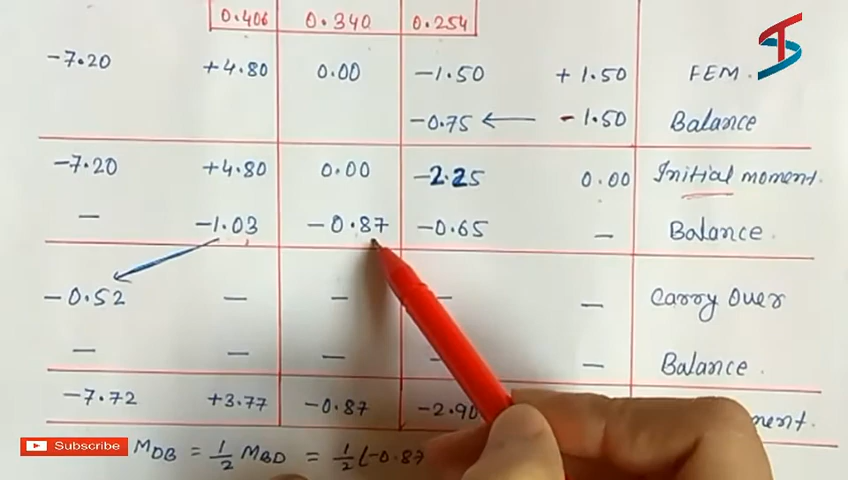 0.406 0.340 0.254
-7.20 +4.80 0.00 -1.50 +1.50 FEM.
-0.75 ← -1.50 Balance
-7.20 +4.80 0.00 -2.25 0.00 Initial moment.
— -1.03 -0.87 -0.65 — Balance.
-0.52 — — — — Carry Over
— — — — — Balance.
-7.72 +3.77 -0.87 -2.90
Subscribe
M_DB = 1/2 M_BD = 1/2 (-0.87